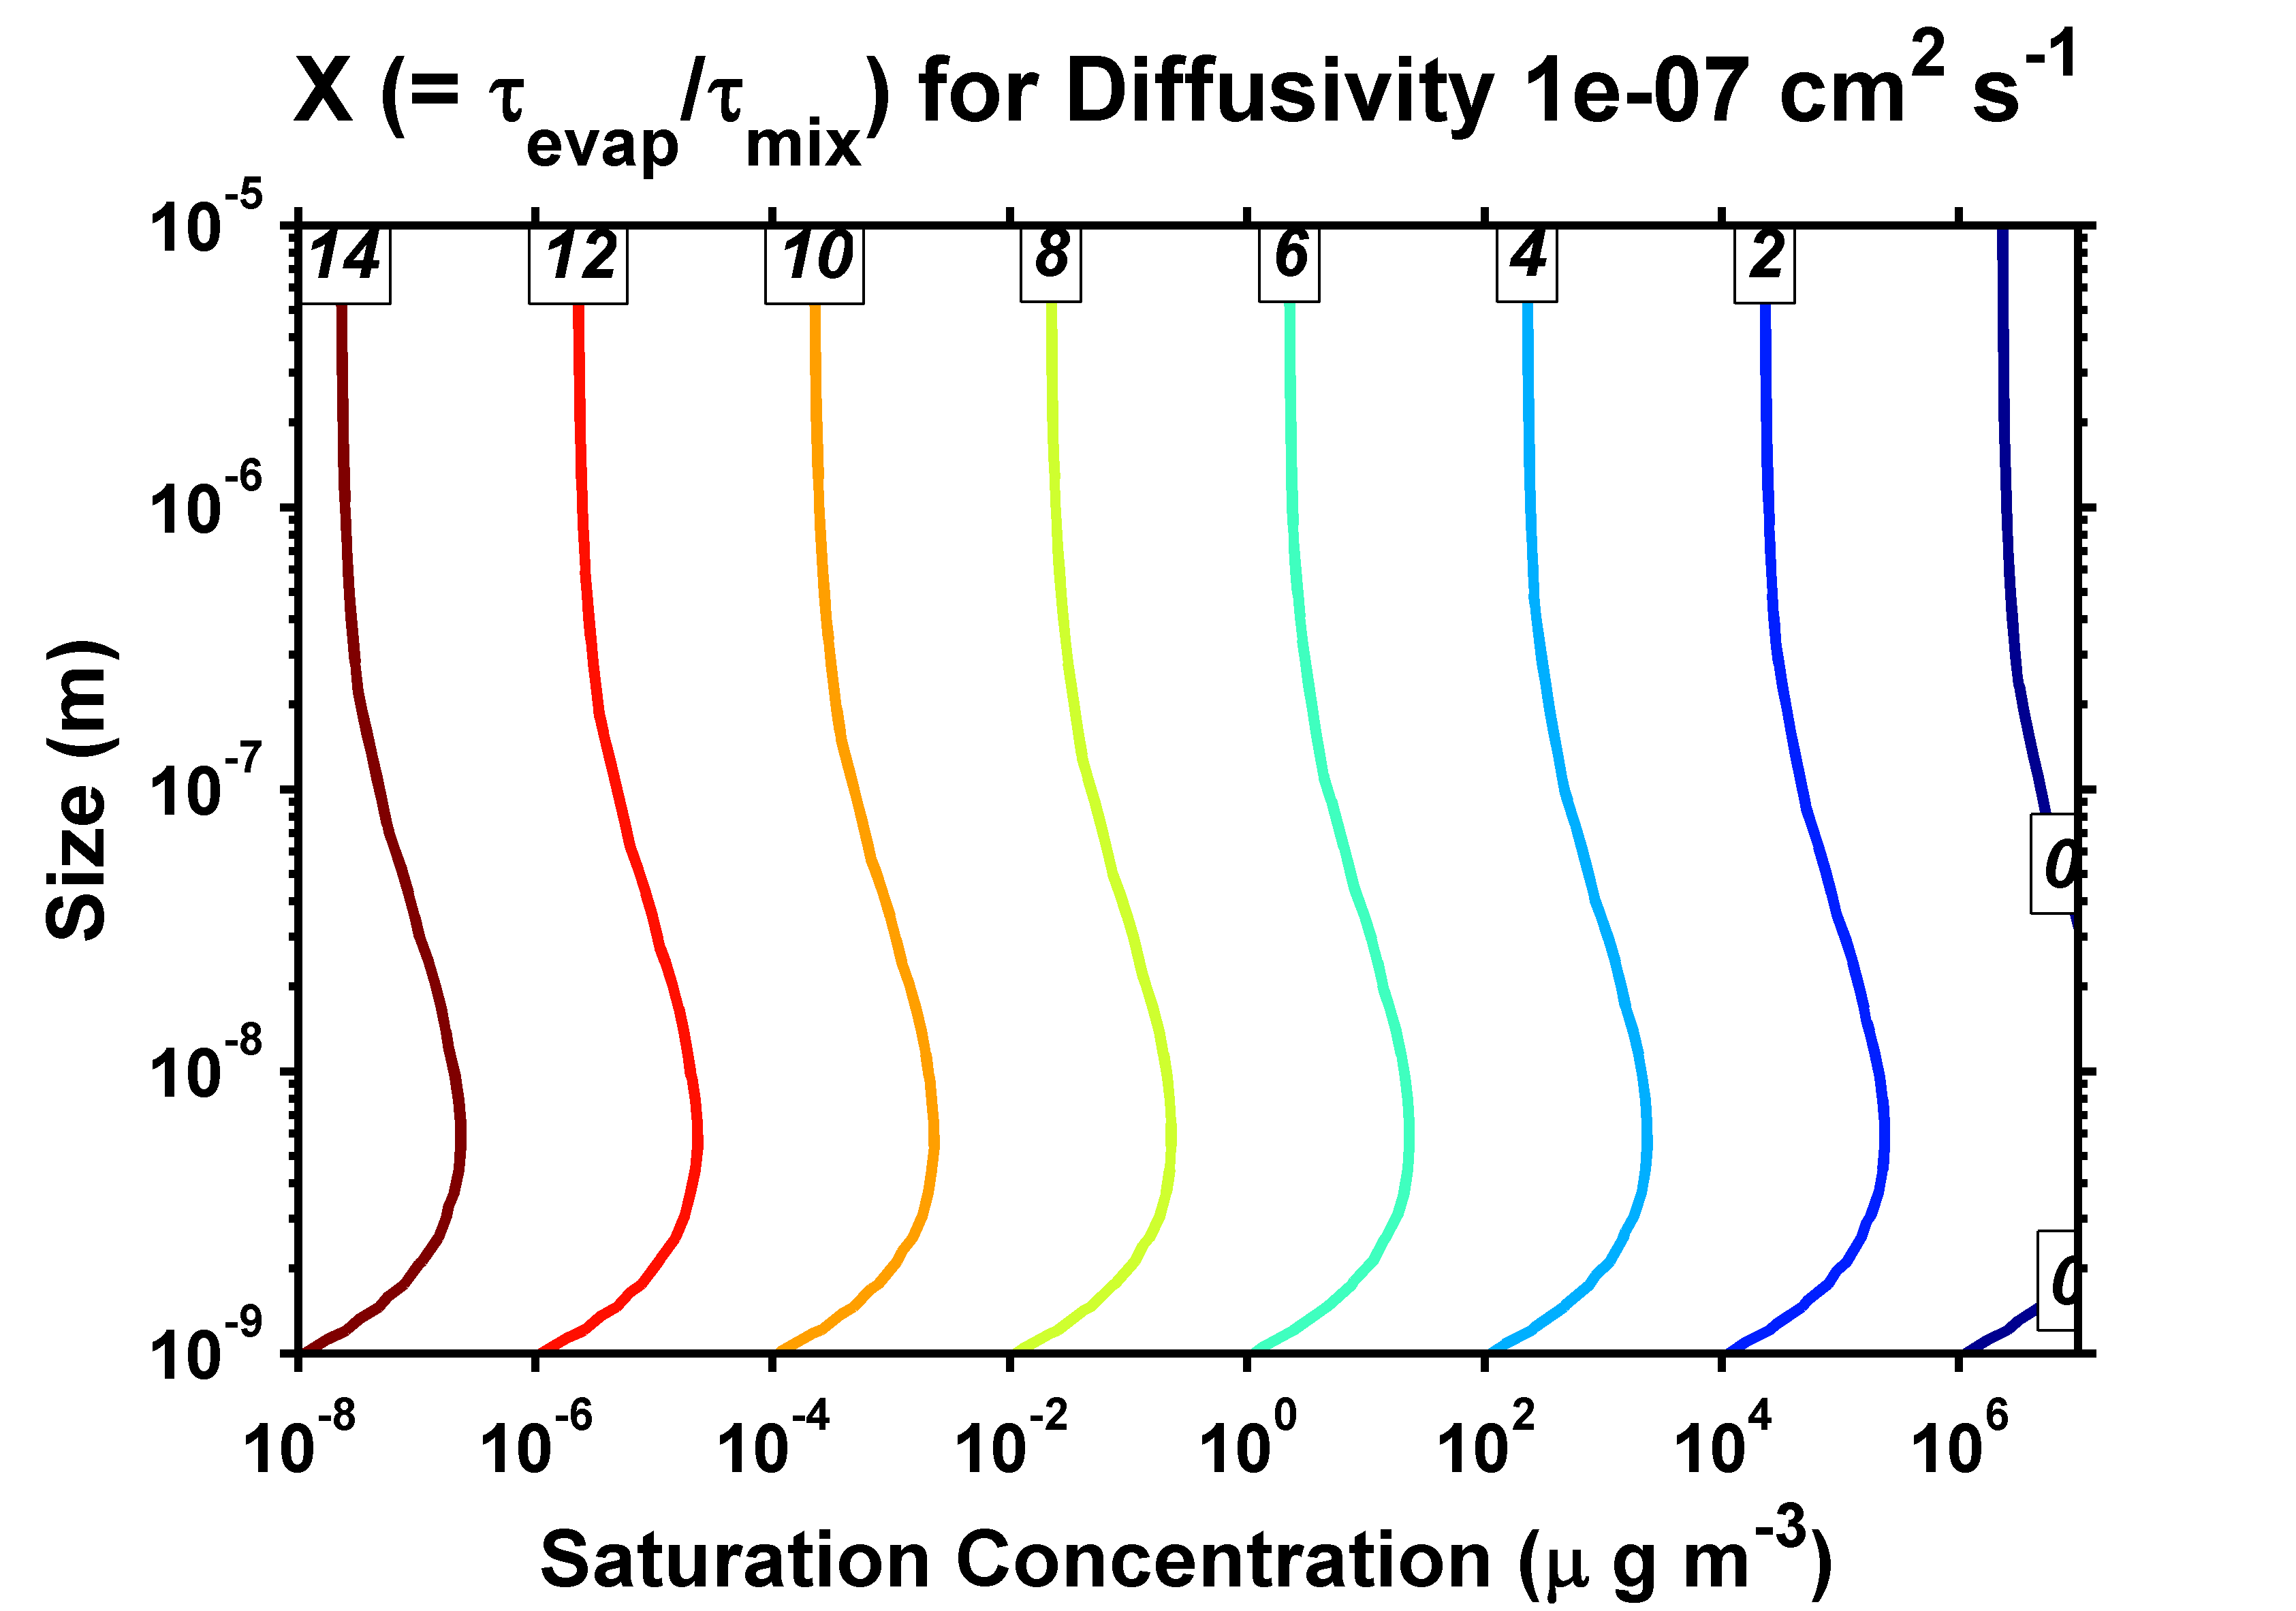 X (= τevap/τmix) for Diffusivity 1e-07 cm2 s-1
10-5
14 12 10 8 6 4 2
10-6
10-7
0
Size (m)
10-8
0
10-9
10-8 10-6 10-4 10-2 100 102 104 106
Saturation Concentration (μ g m-3)